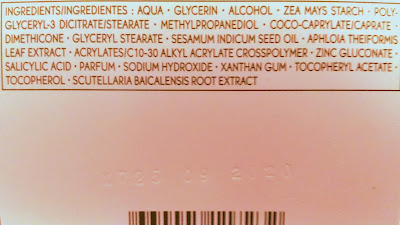 INGREDIENTS/INGREDIENTES : AQUA · GLYCERIN · ALCOHOL · ZEA MAYS STARCH · POLY-
GLYCERYL-3 DICITRATE/STEARATE · METHYLPROPANEDIOL · COCO-CAPRYLATE/CAPRATE ·
DIMETHICONE · GLYCERYL STEARATE · SESAMUM INDICUM SEED OIL · APHLOIA THEIFORMIS
LEAF EXTRACT · ACRYLATES/C10-30 ALKYL ACRYLATE CROSSPOLYMER · ZINC GLUCONATE ·
SALICYLIC ACID · PARFUM · SODIUM HYDROXIDE · XANTHAN GUM · TOCOPHERYL ACETATE ·
TOCOPHEROL · SCUTELLARIA BAICALENSIS ROOT EXTRACT
09 2020